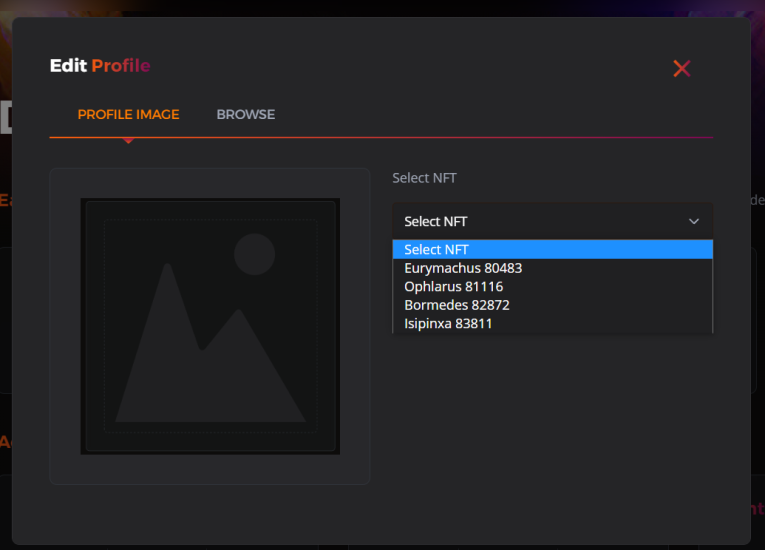 Edit Profile
PROFILE IMAGE BROWSE
Select NFT
Select NFT
Select NFT
Eurymachus 80483
Ophlarus 81116
Bormedes 82872
Isipinxa 83811